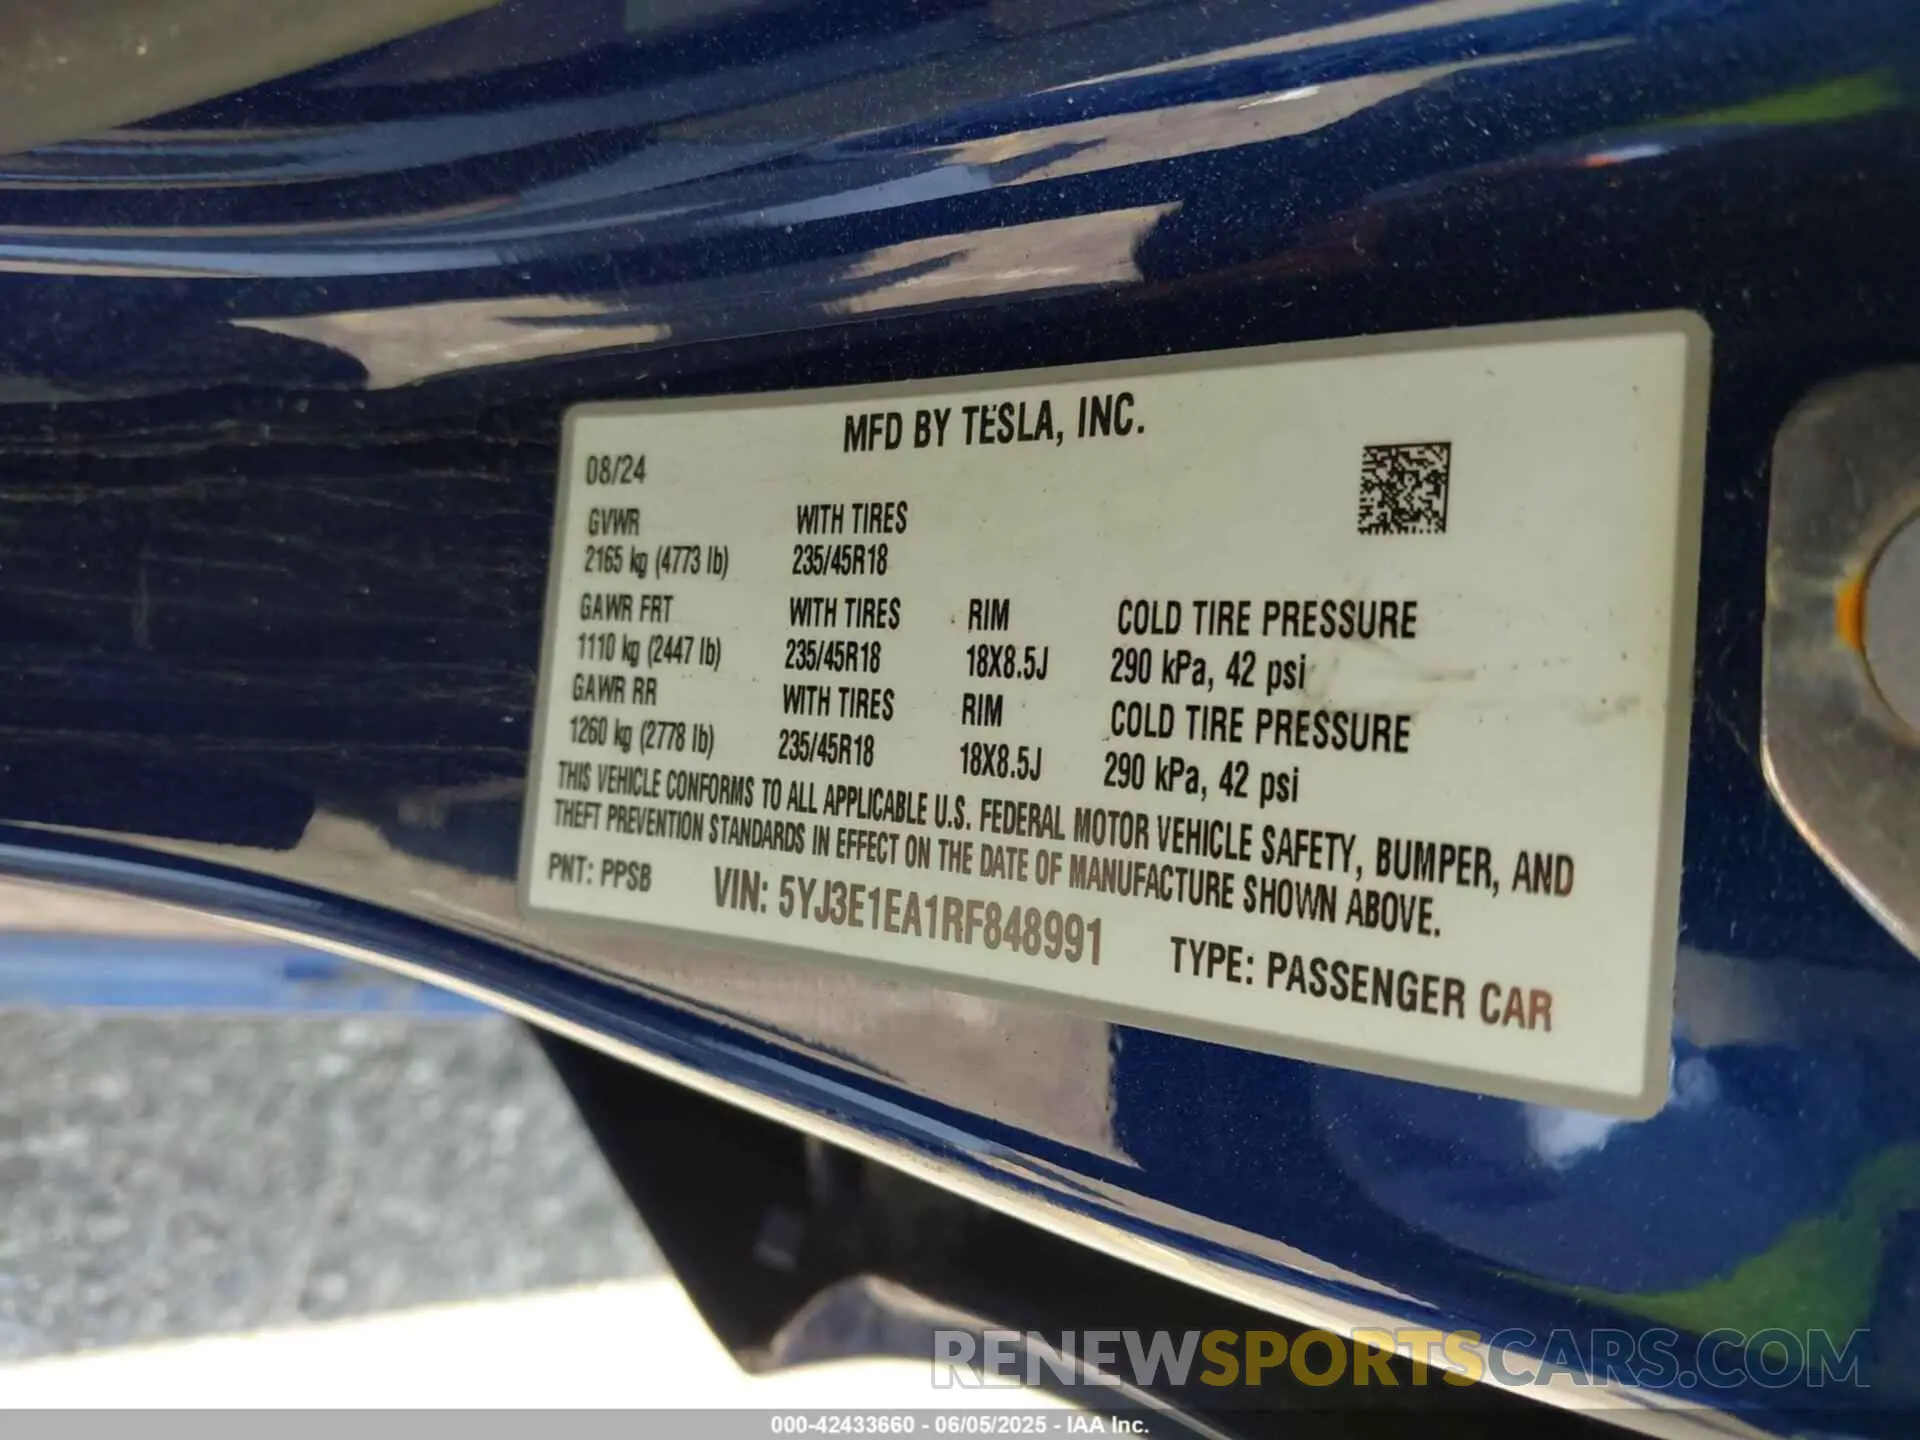 MFD BY TESLA, INC.
08/24
GVWR WITH TIRES
2165 kg (4773 lb) 235/45R18
GAWR FRT WITH TIRES RIM COLD TIRE PRESSURE
1110 kg (2447 lb) 235/45R18 18X8.5J 290 kPa, 42 psi
GAWR RR WITH TIRES RIM COLD TIRE PRESSURE
1260 kg (2778 lb) 235/45R18 18X8.5J 290 kPa, 42 psi
THIS VEHICLE CONFORMS TO ALL APPLICABLE U.S. FEDERAL MOTOR VEHICLE SAFETY, BUMPER, AND
THEFT PREVENTION STANDARDS IN EFFECT ON THE DATE OF MANUFACTURE SHOWN ABOVE.
PNT: PPSB VIN: 5YJ3E1EA1RF848991 TYPE: PASSENGER CAR
RENEWSPORTSCARS.COM
000-42433660 - 06/05/2025 - IAA Inc.